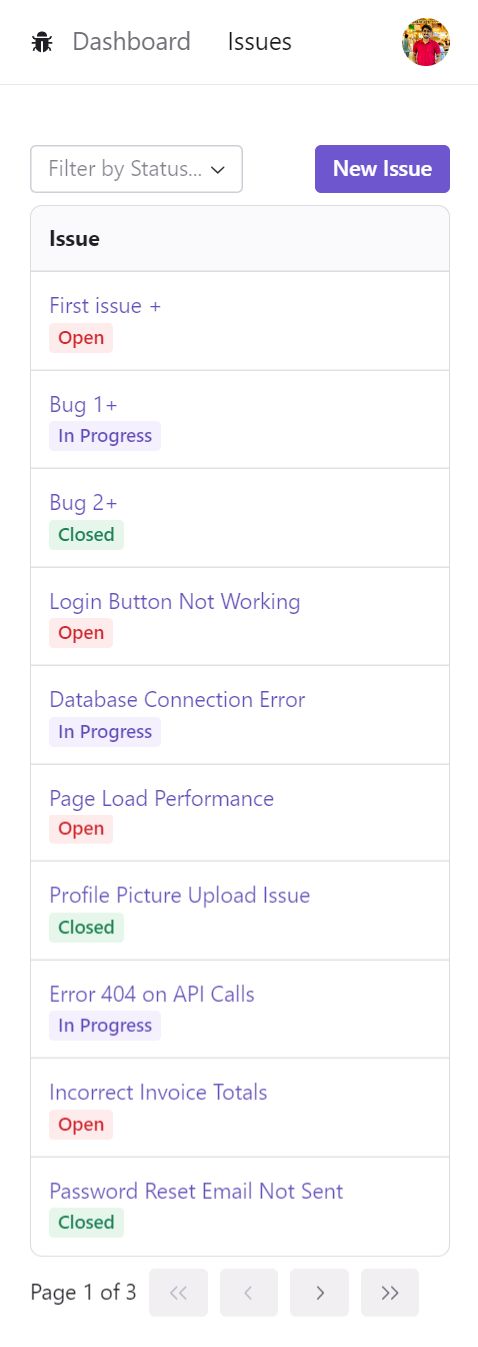 Dashboard Issues
Filter by Status... New Issue
Issue
First issue +
Open
Bug 1+
In Progress
Bug 2+
Closed
Login Button Not Working
Open
Database Connection Error
In Progress
Page Load Performance
Open
Profile Picture Upload Issue
Closed
Error 404 on API Calls
In Progress
Incorrect Invoice Totals
Open
Password Reset Email Not Sent
Closed
Page 1 of 3